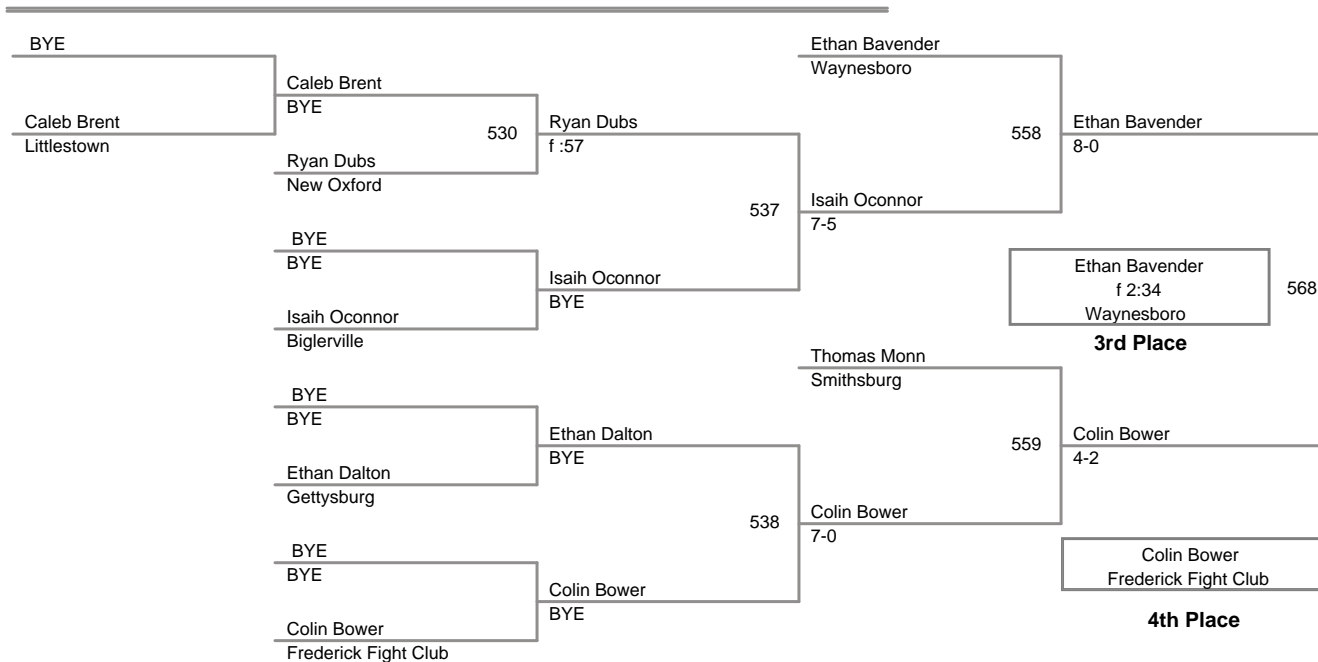 BYE
Caleb Brent
Littlestown
Caleb Brent
BYE
Ryan Dubs
New Oxford
BYE
BYE
Isaih Oconnor
Biglerville
BYE
BYE
Ethan Dalton
Gettysburg
BYE
BYE
Colin Bower
Frederick Fight Club
530
Ryan Dubs
f :57
Isaih Oconnor
BYE
Ethan Dalton
BYE
Colin Bower
BYE
537
538
Ethan Bavender
Waynesboro
Isaih Oconnor
7-5
Thomas Monn
Smithsburg
Colin Bower
7-0
558
559
Ethan Bavender
8-0
Ethan Bavender
f 2:34
Waynesboro
568
3rd Place
Colin Bower
4-2
Colin Bower
Frederick Fight Club
4th Place